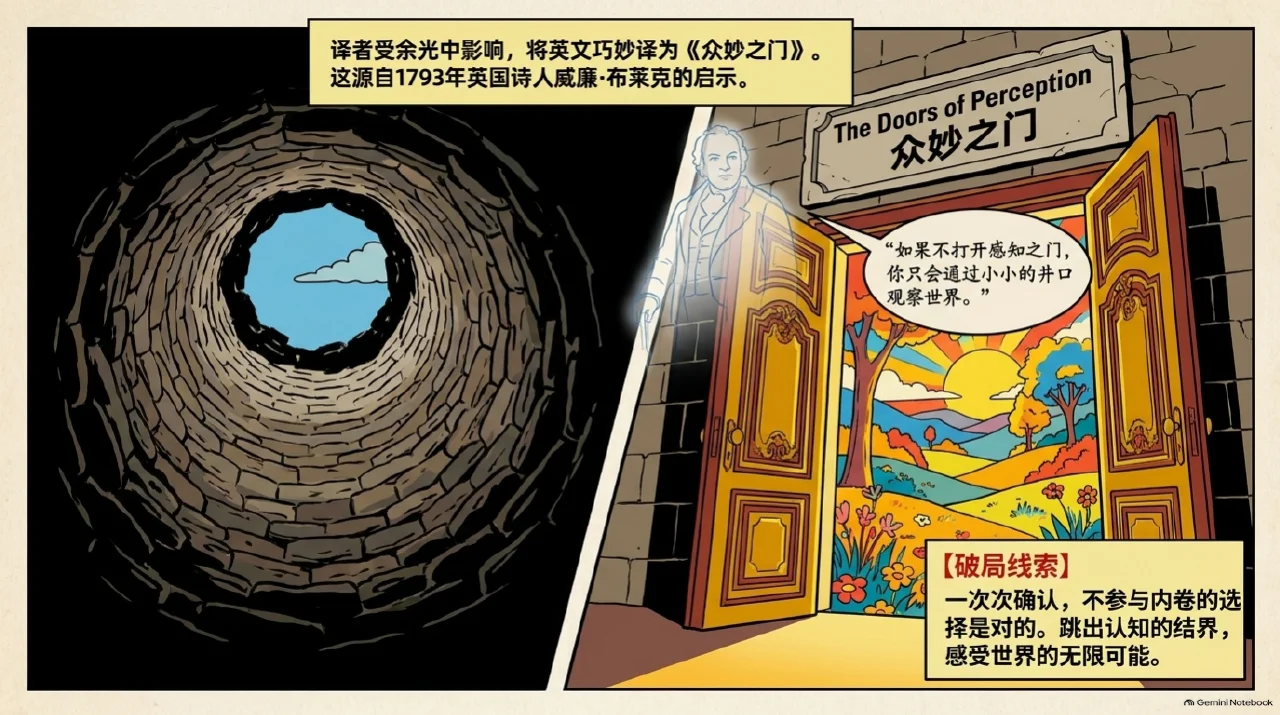 译者受余光中影响，将英文巧妙译为《众妙之门》。
这源自1793年英国诗人威廉·布莱克的启示。
The Doors of Perception
众妙之门
“如果不打开感知之门，
你只会通过小小的井口
观察世界。”
【破局线索】
一次次确认，不参与内卷的选
择是对的。跳出认知的结界，
感受世界的无限可能。
Gemini Notebook